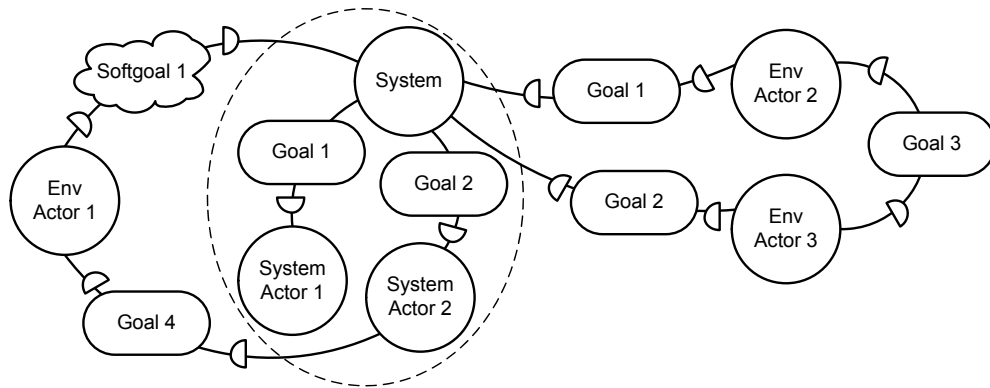 Softgoal 1
System
Goal 1
Env
Actor 2
Goal 1
Goal 3
Goal 2
Env
Actor 1
Goal 2
Env
Actor 3
System
Actor 1
System
Actor 2
Goal 4